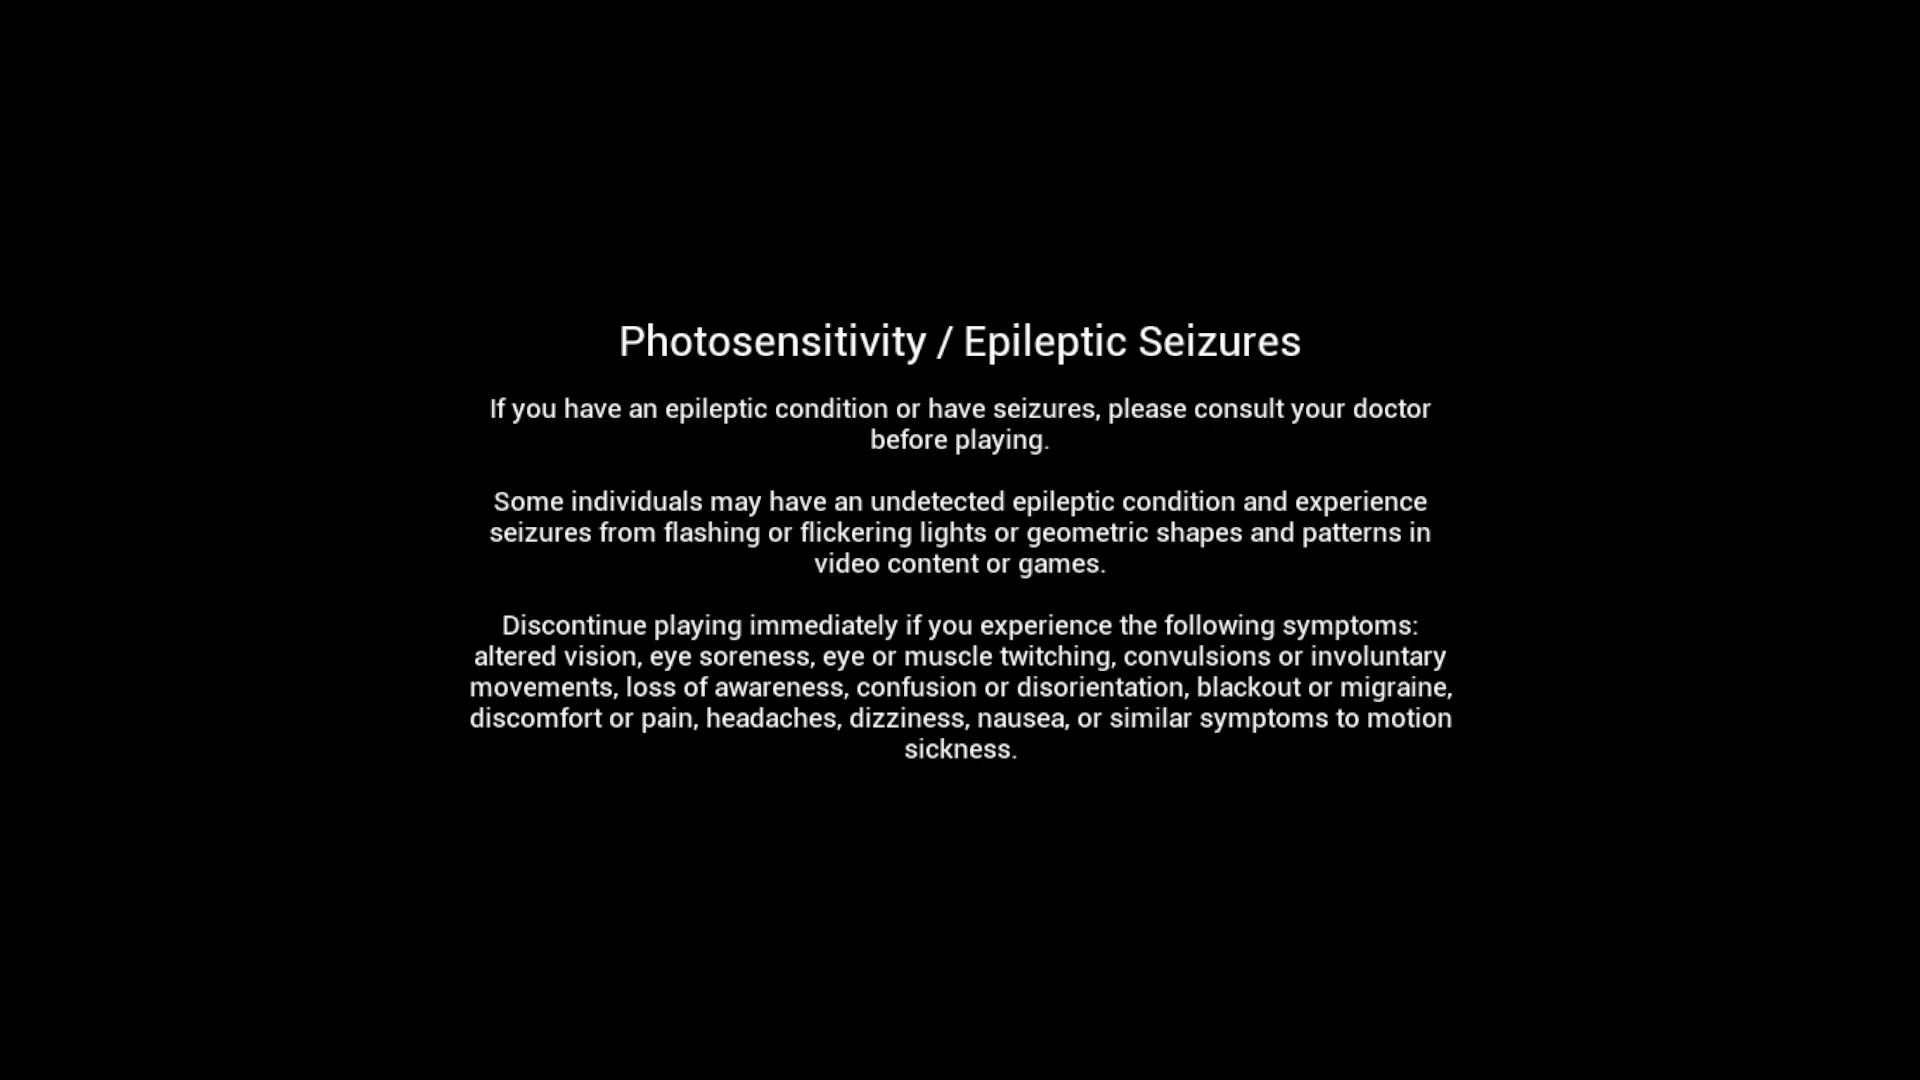 Photosensitivity / Epileptic Seizures
If you have an epileptic condition or have seizures, please consult your doctor
before playing.
Some individuals may have an undetected epileptic condition and experience
seizures from flashing or flickering lights or geometric shapes and patterns in
video content or games.
Discontinue playing immediately if you experience the following symptoms:
altered vision, eye soreness, eye or muscle twitching, convulsions or involuntary
movements, loss of awareness, confusion or disorientation, blackout or migraine,
discomfort or pain, headaches, dizziness, nausea, or similar symptoms to motion
sickness.